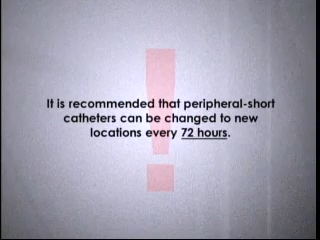 It is recommended that peripheral-short
catheters can be changed to new
locations every 72 hours.
!